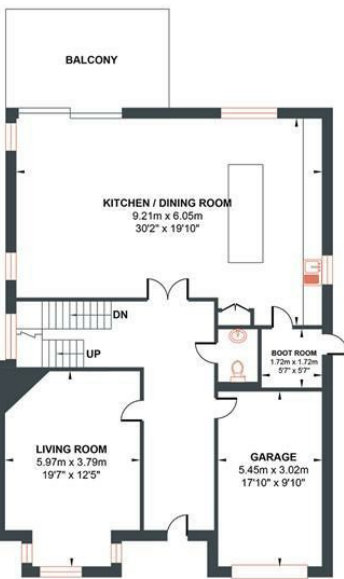 BALCONY
KITCHEN / DINING ROOM
9.21m x 6.05m
30'2" x 19'10"
DN
UP
BOOT ROOM
1.72m x 1.72m
5'7" x 5'7"
LIVING ROOM
5.97m x 3.79m
19'7" x 12'5"
GARAGE
5.45m x 3.02m
17'10" x 9'10"